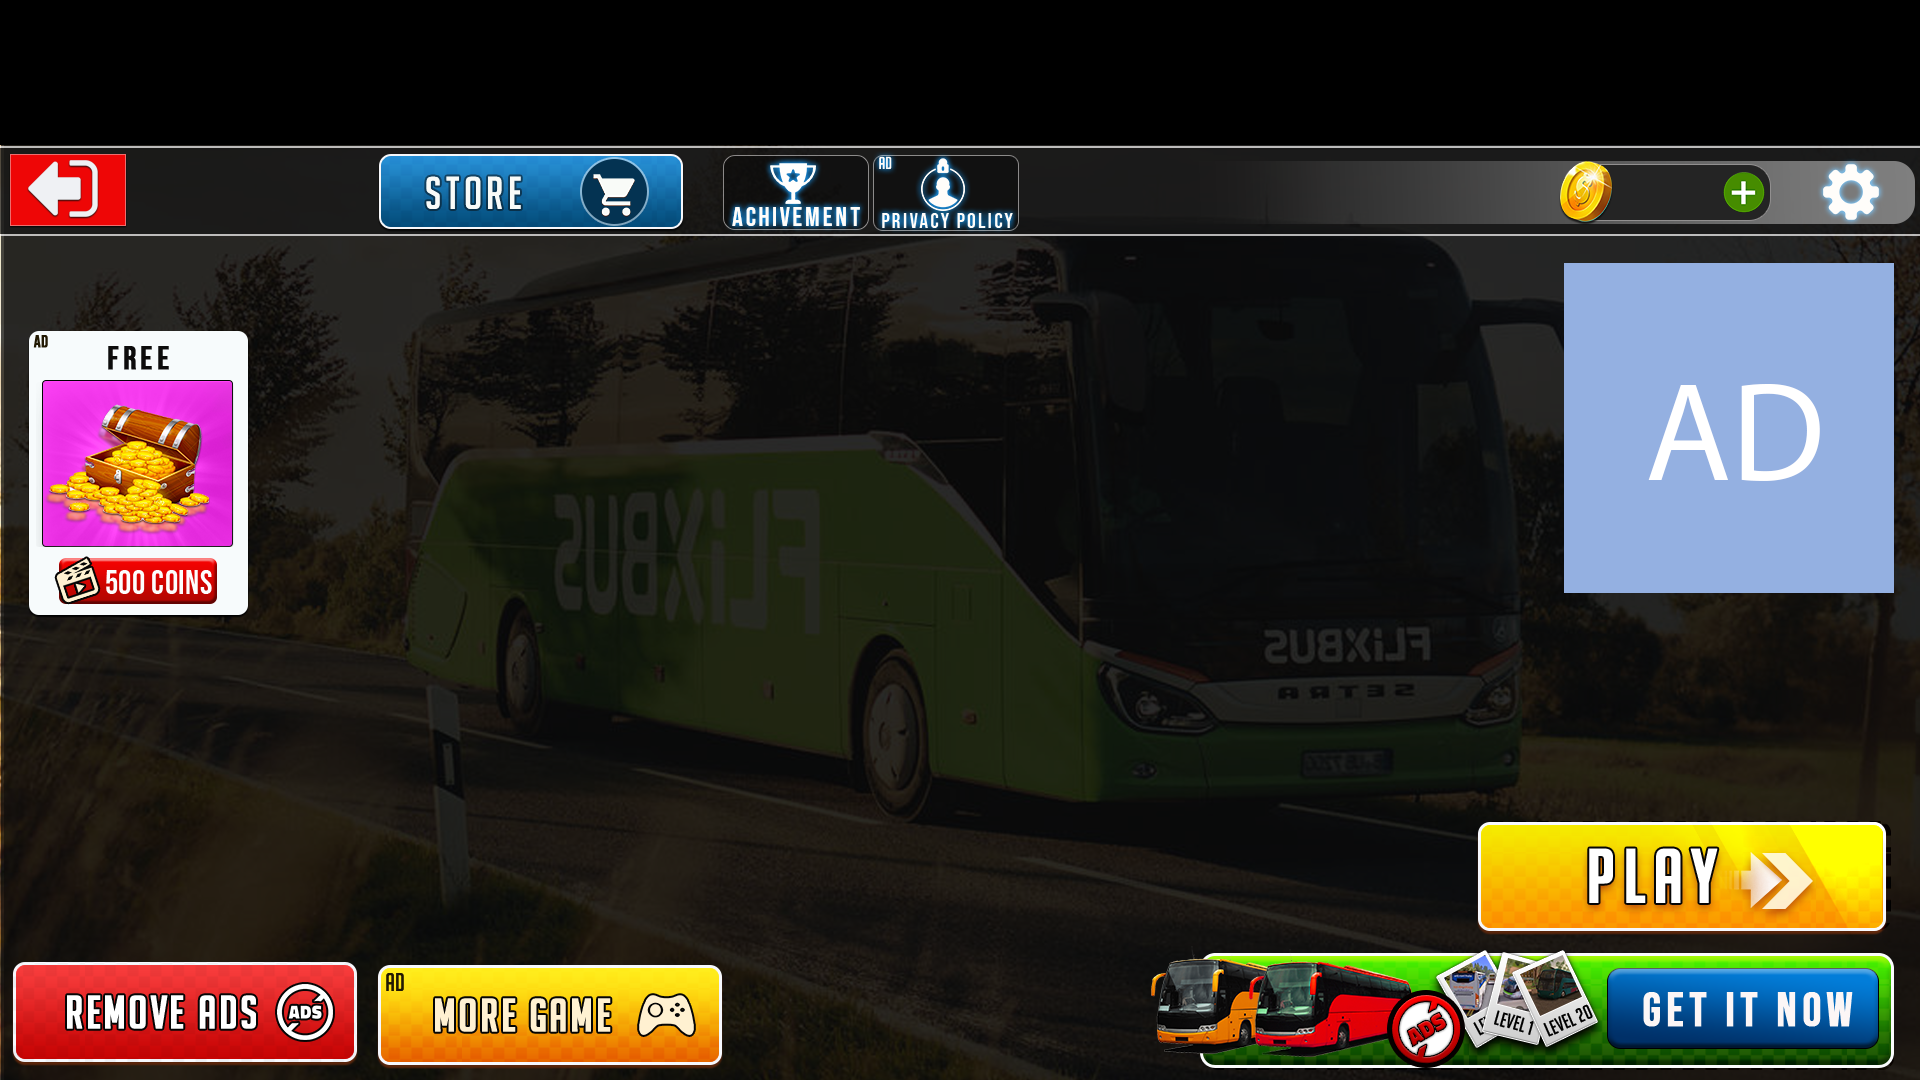 STORE
ACHIVEMENT
AD
PRIVACY POLICY
AD
FREE
500 COINS
AD
FLiXBUS
FLiXBUS
SETRA
PLAY
REMOVE ADS
ADS
AD
MORE GAME
ADS
LEVEL 1
LEVEL 20
GET IT NOW